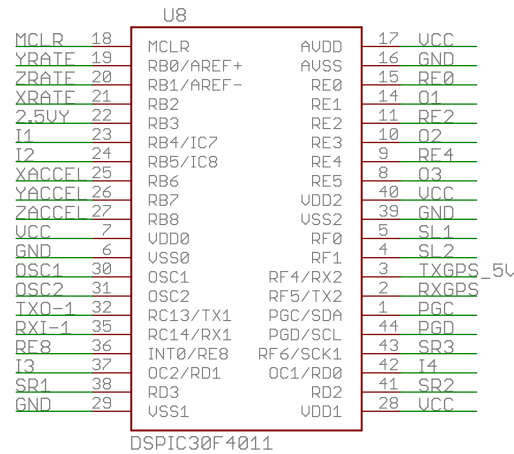 U8
MCLR 18 MCLR AVDD 17 VCC
YRATE 19 RB0/AREF+ AVSS 16 GND
ZRATE 20 RB1/AREF- RE0 15 RE0
XRATE 21 RB2 RE1 14 O1
2.5VY 22 RB3 RE2 11 RE2
I1 23 RB4/IC7 RE3 10 O2
I2 24 RB5/IC8 RE4 9 RE4
XACCEL 25 RB6 RE5 8 O3
YACCEL 26 RB7 VDD2 40 VCC
ZACCEL 27 RB8 VSS2 39 GND
VCC 7 VDD0 RF0 5 SL1
GND 6 VSS0 RF1 4 SL2
OSC1 30 OSC1 RF4/RX2 3 TXGPS_5V
OSC2 31 OSC2 RF5/TX2 2 RXGPS
TXO-1 32 RC13/TX1 PGC/SDA 1 PGC
RXI-1 35 RC14/RX1 PGD/SCL 44 PGD
RE8 36 INT0/RE8 RF6/SCK1 43 SR3
I3 37 OC2/RD1 OC1/RD0 42 I4
SR1 38 RD3 RD2 41 SR2
GND 29 VSS1 VDD1 28 VCC
DSPIC30F4011